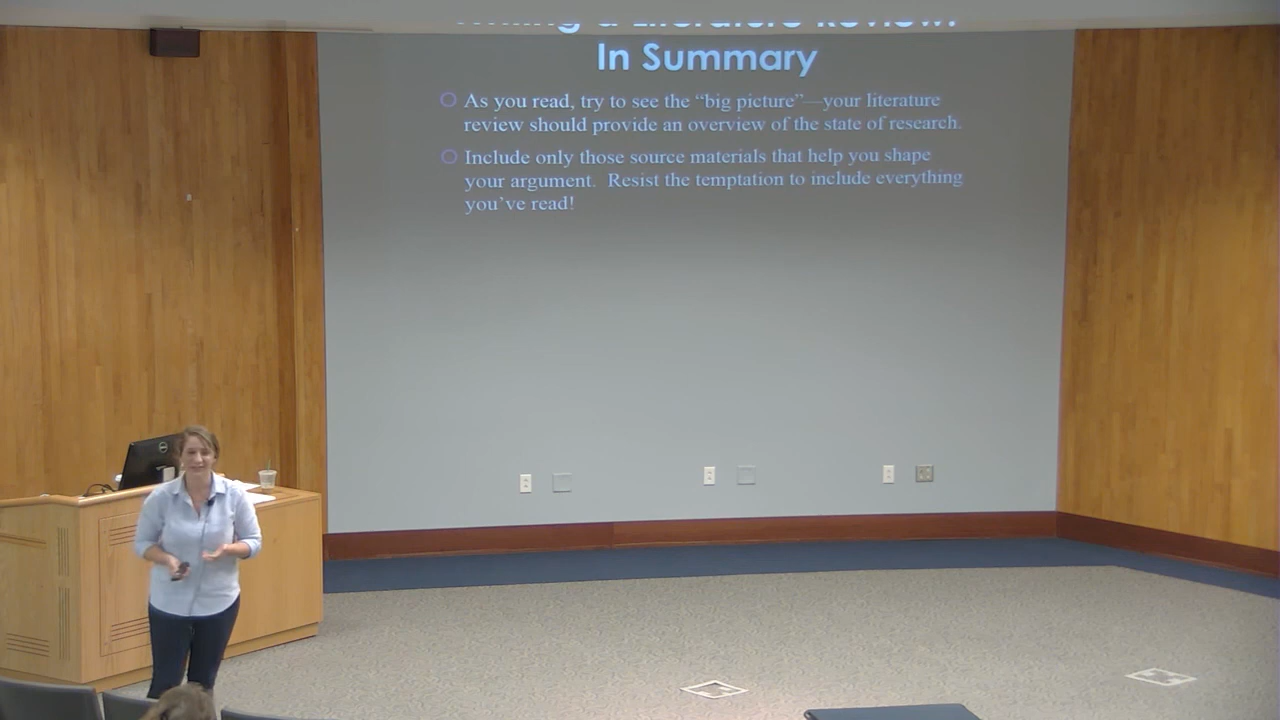 a Literature Review:
In Summary
As you read, try to see the “big picture”—your literature
review should provide an overview of the state of research.
Include only those source materials that help you shape
your argument.  Resist the temptation to include everything
you’ve read!